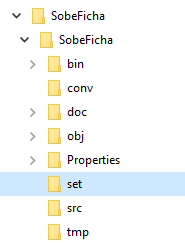 SobeFicha
SobeFicha
bin
conv
doc
obj
Properties
set
src
tmp